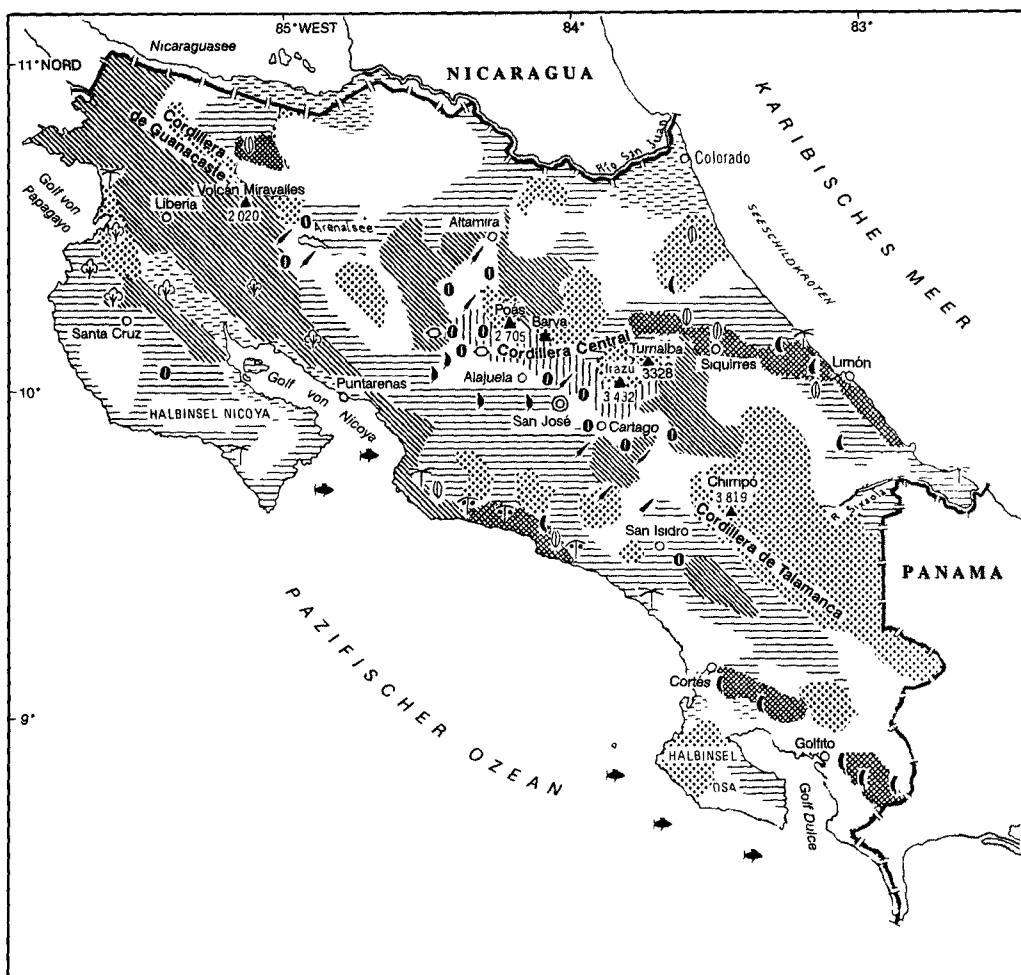 85° WEST
84°
83°
11° NORD
Nicaraguasee
NICARAGUA
KARIBISCHES MEER
Cordillera
de Guanacaste
Río San Juan
Colorado
Golf von
Papagayo
Volcán Miravalles
2 020
Liberia
Arenalsee
Altamira
SEESCHILDKRÖTEN
Santa Cruz
Poás
2 705
Barva
Cordillera Central
Turrialba
3328
Irazú
3 432
Siquirres
Limón
10°
HALBINSEL NICOYA
Golf
von
Nicoya
Puntarenas
Alajuela
San José
Cartago
Chirripó
3 819
R. Sixaola
San Isidro
Cordillera de Talamanca
PANAMA
PAZIFISCHER OZEAN
Cortés
9°
Golfito
HALBINSEL
OSA
Golf Dulce